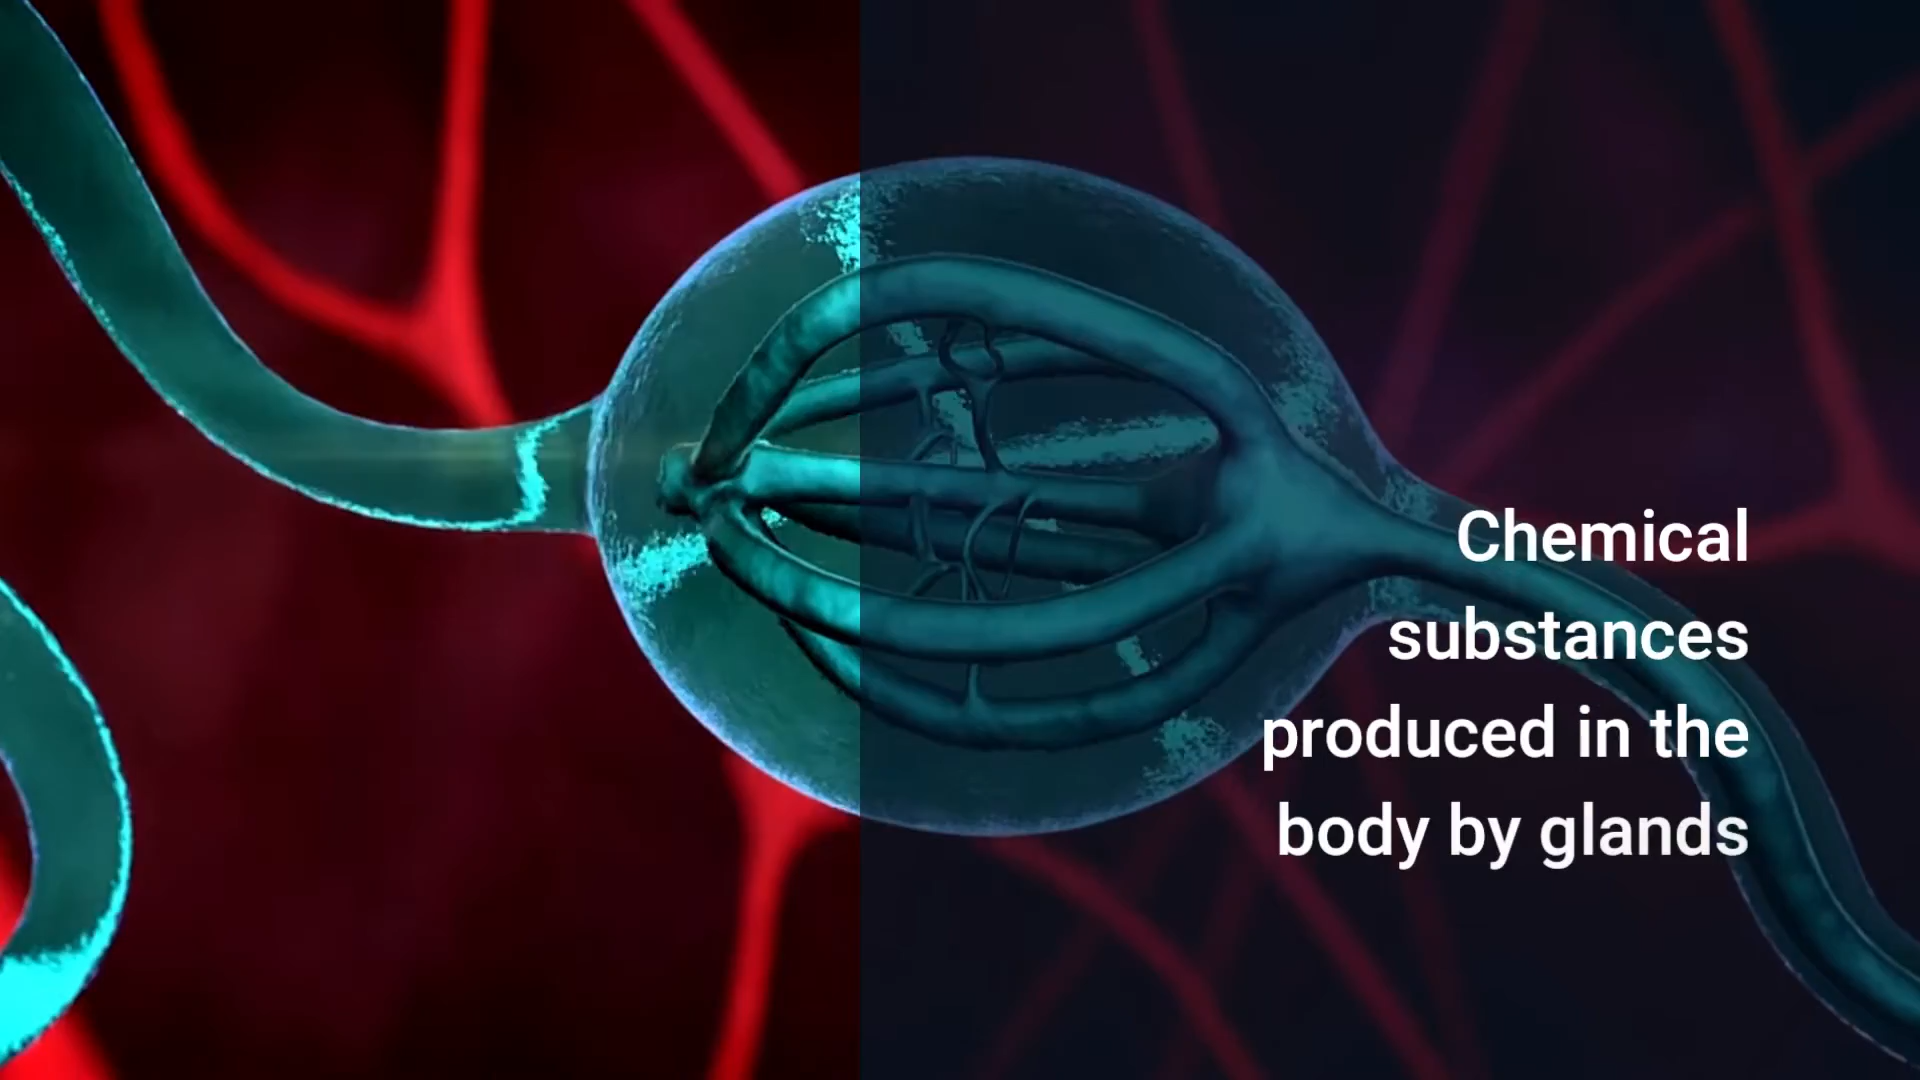 Chemical
substances
produced in the
body by glands